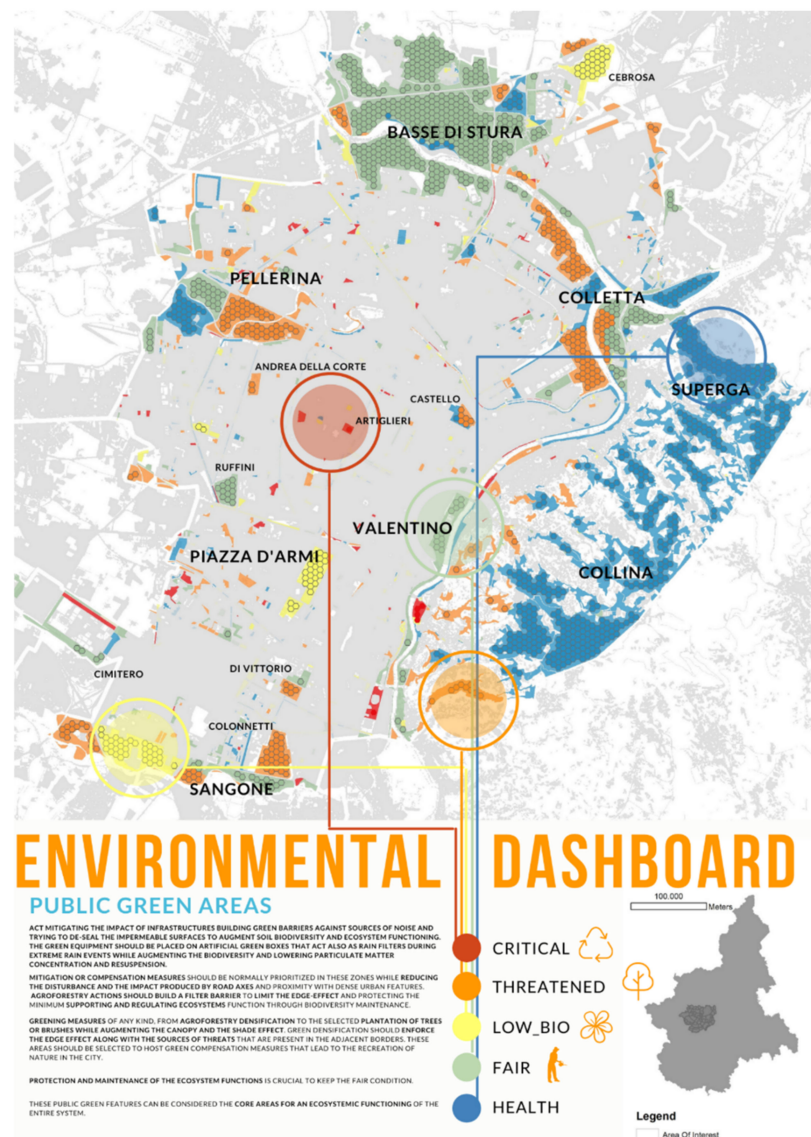 CEBROSA
BASSE DI STURA
PELLERINA
COLLETTA
ANDREA DELLA CORTE
CASTELLO
SUPERGA
ARTIGLIERI
RUFFINI
VALENTINO
PIAZZA D'ARMI
COLLINA
CIMITERO
DI VITTORIO
COLONNETTI
SANGONE
ENVIRONMENTAL DASHBOARD
PUBLIC GREEN AREAS
ACT MITIGATING THE IMPACT OF INFRASTRUCTURES BUILDING GREEN BARRIERS AGAINST SOURCES OF NOISE AND
TRYING TO DE-SEAL THE IMPERMEABLE SURFACES TO AUGMENT SOIL BIODIVERSITY AND ECOSYSTEM FUNCTIONING.
THE GREEN EQUIPMENT SHOULD BE PLACED ON ARTIFICIAL GREEN BOXES THAT ACT ALSO AS RAIN FILTERS DURING
EXTREME RAIN EVENTS WHILE AUGMENTING THE BIODIVERSITY AND LOWERING PARTICULATE MATTER
CONCENTRATION AND RESUSPENSION.
MITIGATION OR COMPENSATION MEASURES SHOULD BE NORMALLY PRIORITIZED IN THESE ZONES WHILE REDUCING
THE DISTURBANCE AND THE IMPACT PRODUCED BY ROAD AXES AND PROXIMITY WITH DENSE URBAN FEATURES.
AGROFORESTRY ACTIONS SHOULD BUILD A FILTER BARRIER TO LIMIT THE EDGE-EFFECT AND PROTECTING THE
MINIMUM SUPPORTING AND REGULATING ECOSYSTEMS FUNCTION THROUGH BIODIVERSITY MAINTENANCE.
GREENING MEASURES OF ANY KIND, FROM AGROFORESTRY DENSIFICATION TO THE SELECTED PLANTATION OF TREES
OR BRUSHES WHILE AUGMENTING THE CANOPY AND THE SHADE EFFECT. GREEN DENSIFICATION SHOULD ENFORCE
THE EDGE EFFECT ALONG WITH THE SOURCES OF THREATS THAT ARE PRESENT IN THE ADJACENT BORDERS. THESE
AREAS SHOULD BE SELECTED TO HOST GREEN COMPENSATION MEASURES THAT LEAD TO THE RECREATION OF
NATURE IN THE CITY.
PROTECTION AND MAINTENANCE OF THE ECOSYSTEM FUNCTIONS IS CRUCIAL TO KEEP THE FAIR CONDITION.
THESE PUBLIC GREEN FEATURES CAN BE CONSIDERED THE CORE AREAS FOR AN ECOSYSTEMIC FUNCTIONING OF THE
ENTIRE SYSTEM.
CRITICAL
THREATENED
LOW_BIO
FAIR
HEALTH
100.000
Meters
Legend
Area Of Interest